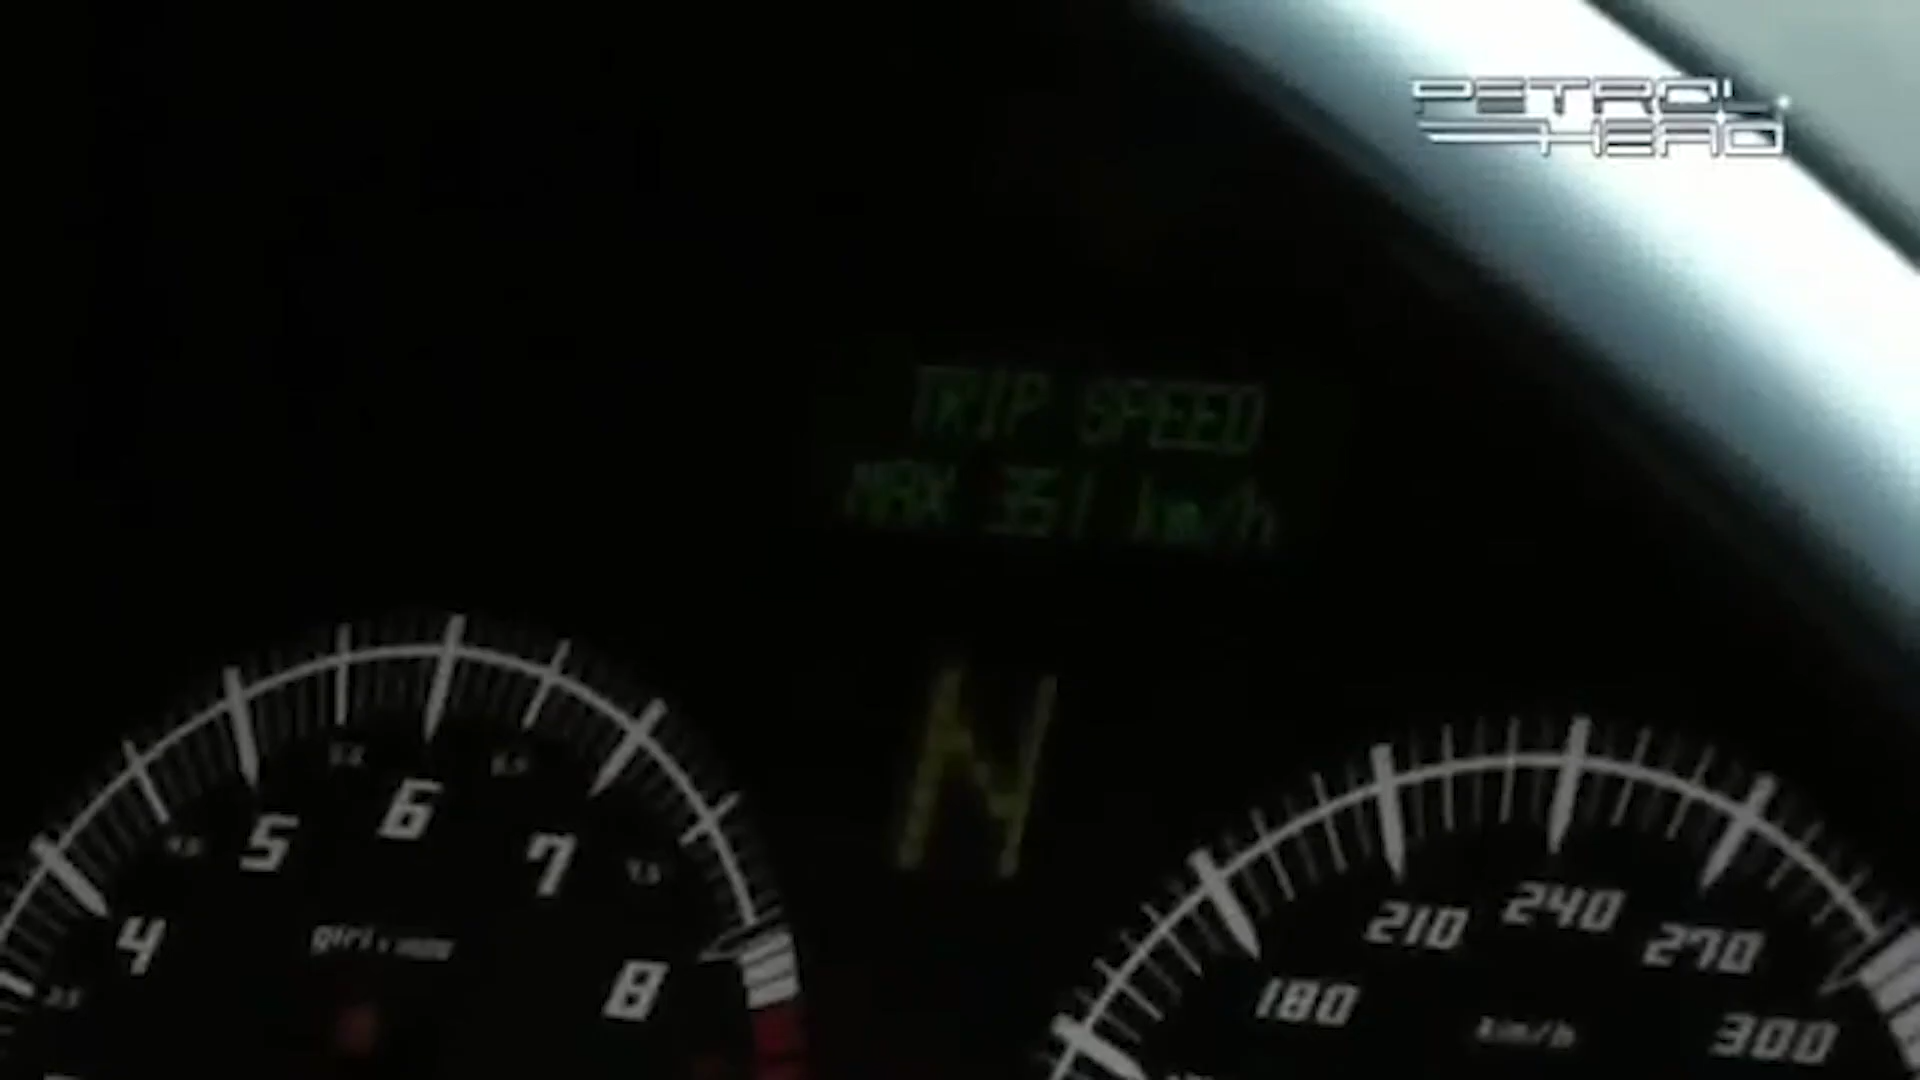 PETROL
HEAD
TRIP SPEED
MAX 351 km/h
N
4
5
6
7
8
giri x 1000
180
210
240
270
300
km/h